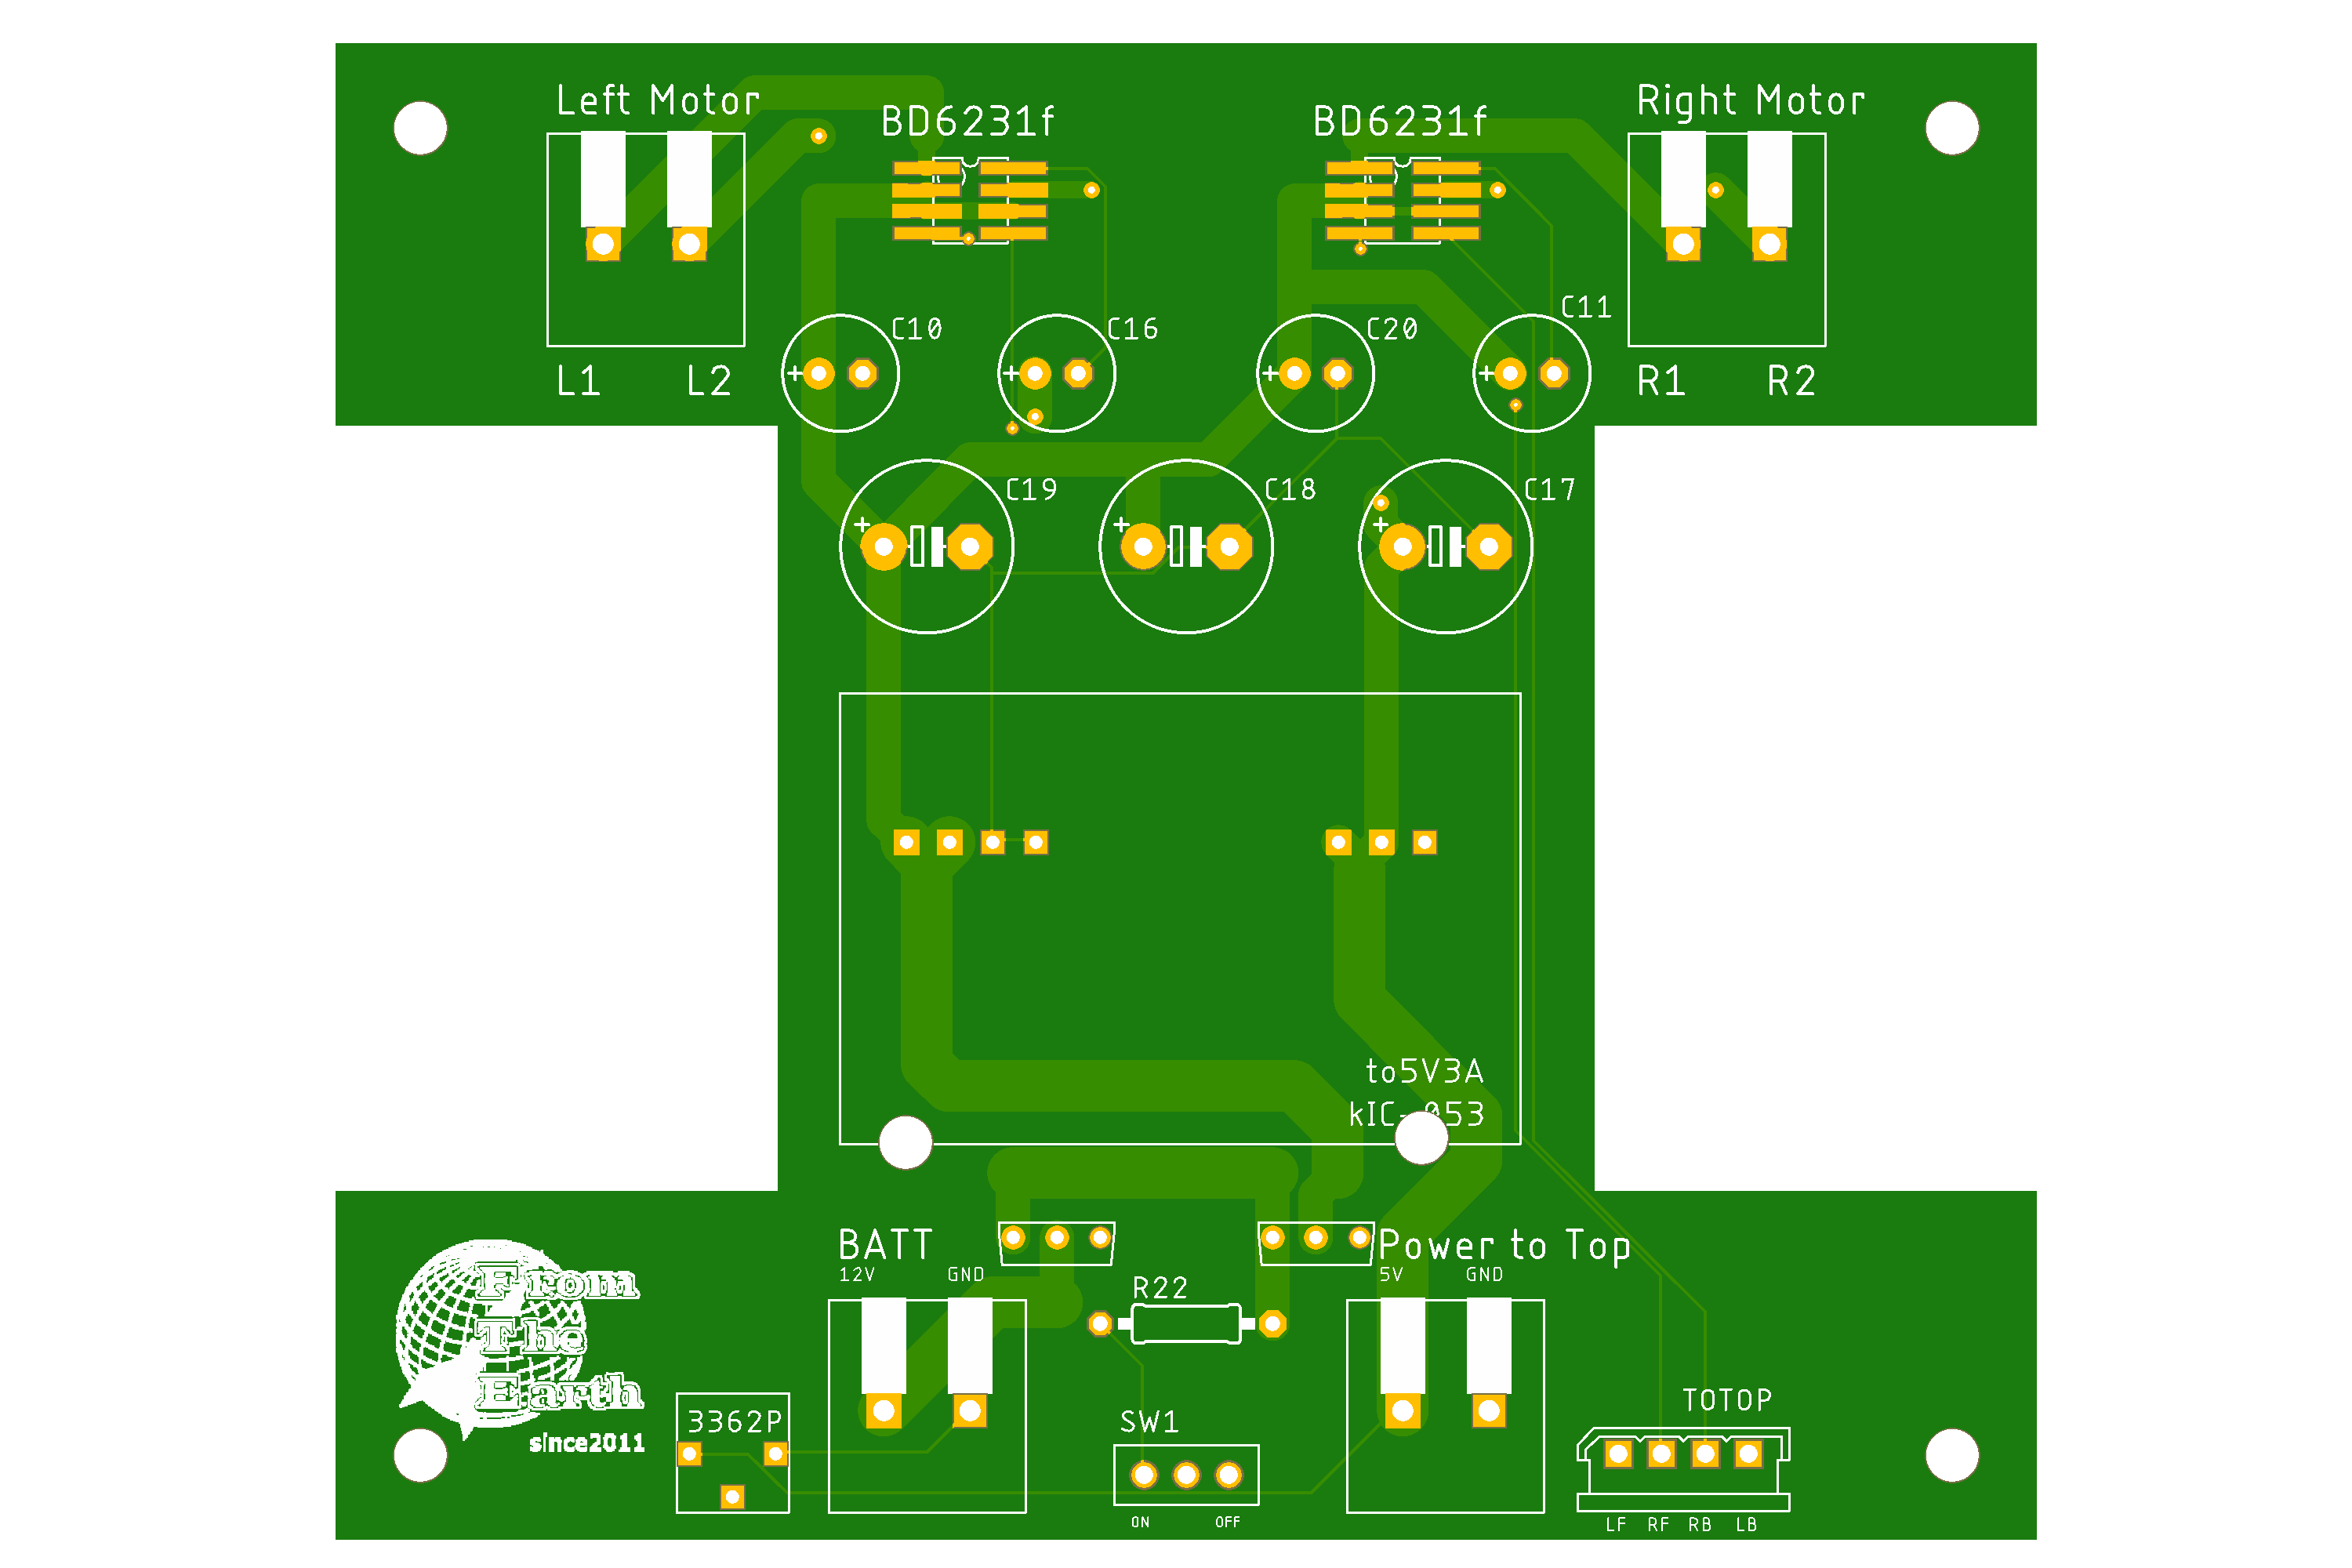 Left Motor
BD6231f
BD6231f
Right Motor
L1
L2
+
C10
+
C16
+
C20
+
C11
R1
R2
+
C19
+
C18
+
C17
to5V3A
kIC-053
BATT
12V
GND
Power to Top
5V
GND
R22
From
The
Earth
since2011
3362P
SW1
ON
OFF
TOTOP
LF
RF
RB
LB